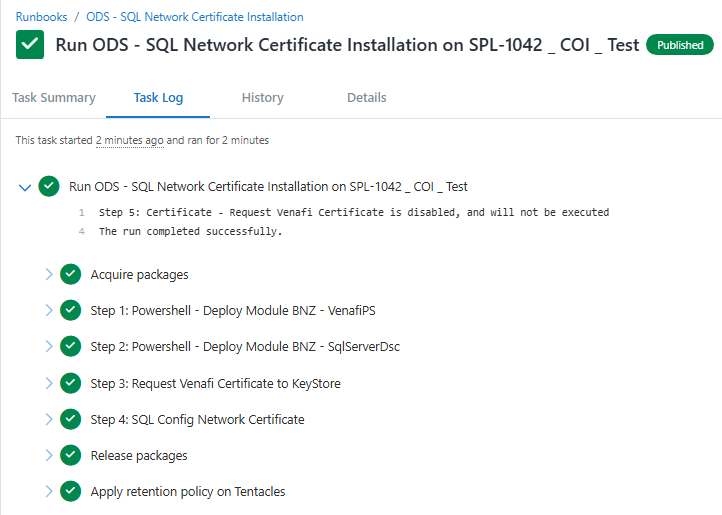 Runbooks / ODS - SQL Network Certificate Installation
Run ODS - SQL Network Certificate Installation on SPL-1042 _ COI _ Test Published
Task Summary Task Log History Details
This task started 2 minutes ago and ran for 2 minutes
Run ODS - SQL Network Certificate Installation on SPL-1042 _ COI _ Test
1 Step 5: Certificate - Request Venafi Certificate is disabled, and will not be executed
4 The run completed successfully.
Acquire packages
Step 1: Powershell - Deploy Module BNZ - VenafiPS
Step 2: Powershell - Deploy Module BNZ - SqlServerDsc
Step 3: Request Venafi Certificate to KeyStore
Step 4: SQL Config Network Certificate
Release packages
Apply retention policy on Tentacles